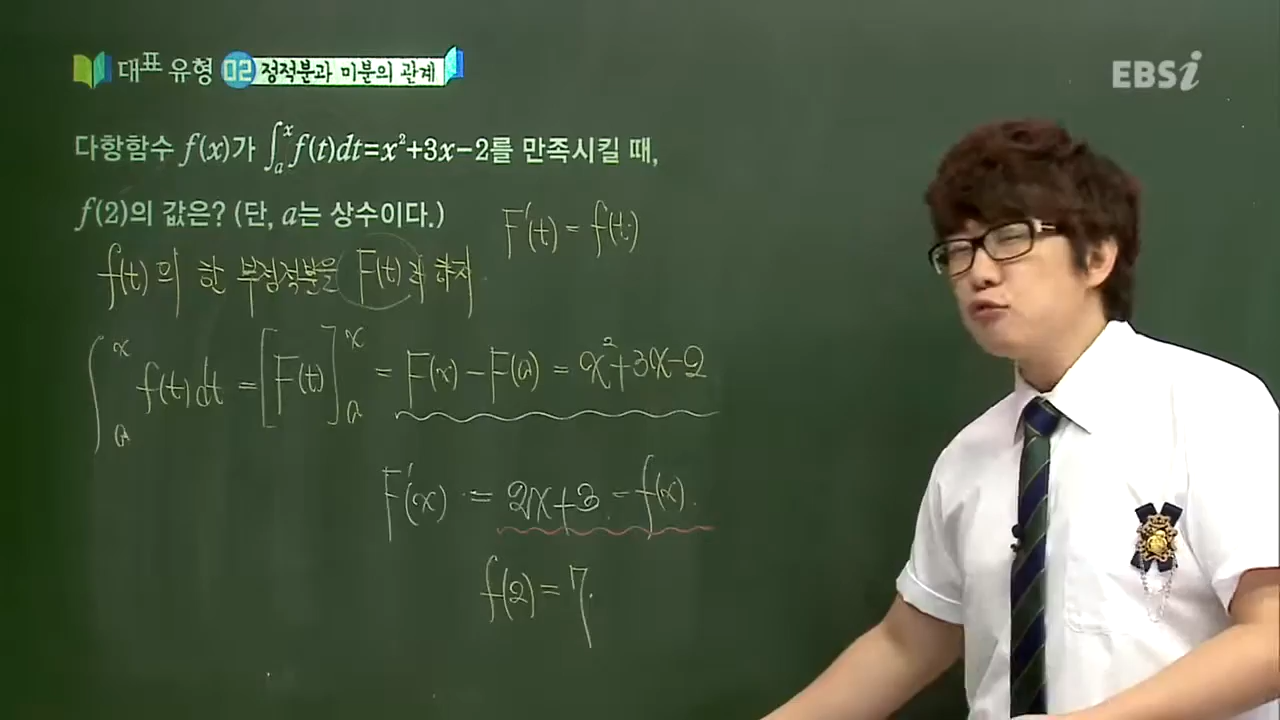 대표 유형 02 정적분과 미분의 관계
EBSi
다항함수 f(x)가 ∫ₐˣ f(t)dt=x²+3x-2를 만족시킬 때,
f(2)의 값은? (단, a는 상수이다.)
F'(t) = f(t)
f(t)의 한 부정적분을 F(t)라 하자
∫ₐˣ f(t)dt = [F(t)]ₐˣ = F(x) - F(a) = x²+3x-2
F'(x) = 2x+3 = f(x).
f(2) = 7.